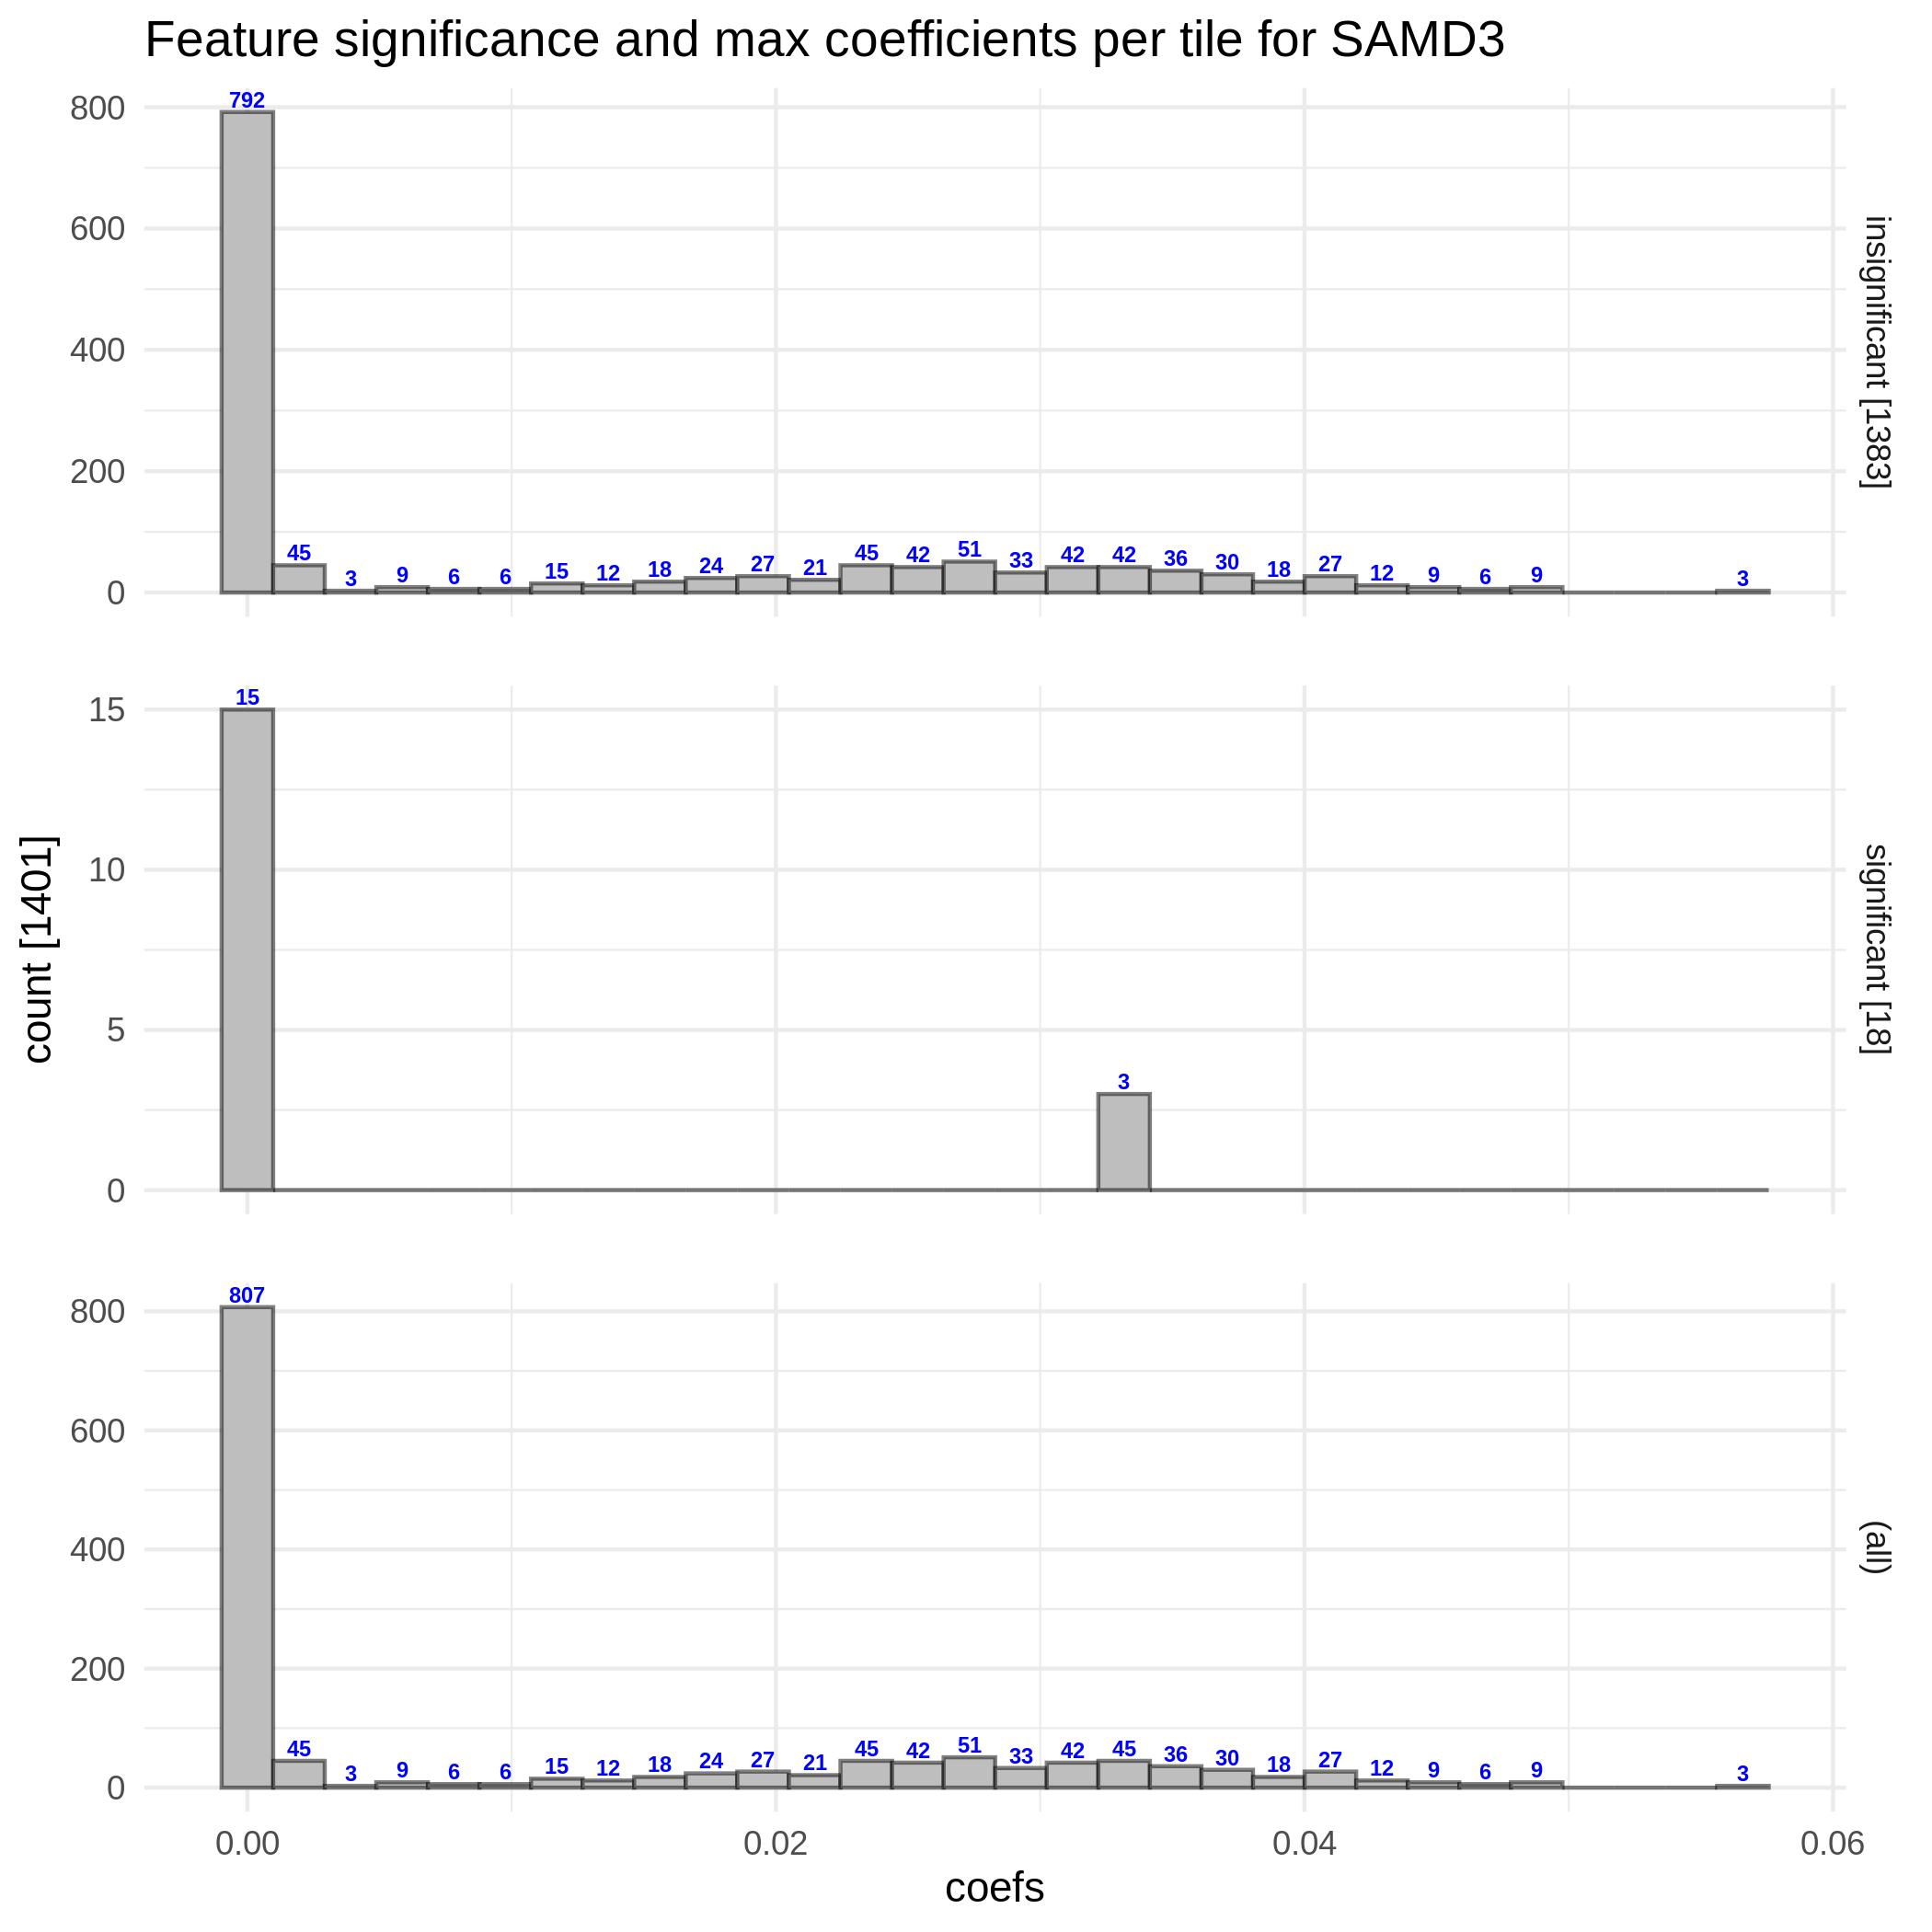 Feature significance and max coefficients per tile for SAMD3
792
800
600
400
200
0
45 3 9 6 6 15 12 18 24 27 21 45 42 51 33 42 42 36 30 18 27 12 9 6 9 3
insignificant [1383]
15
15
10
5
0
3
significant [18]
count [1401]
807
800
600
400
200
0
45 3 9 6 6 15 12 18 24 27 21 45 42 51 33 42 45 36 30 18 27 12 9 6 9 3
(all)
0.00 0.02 0.04 0.06
coefs